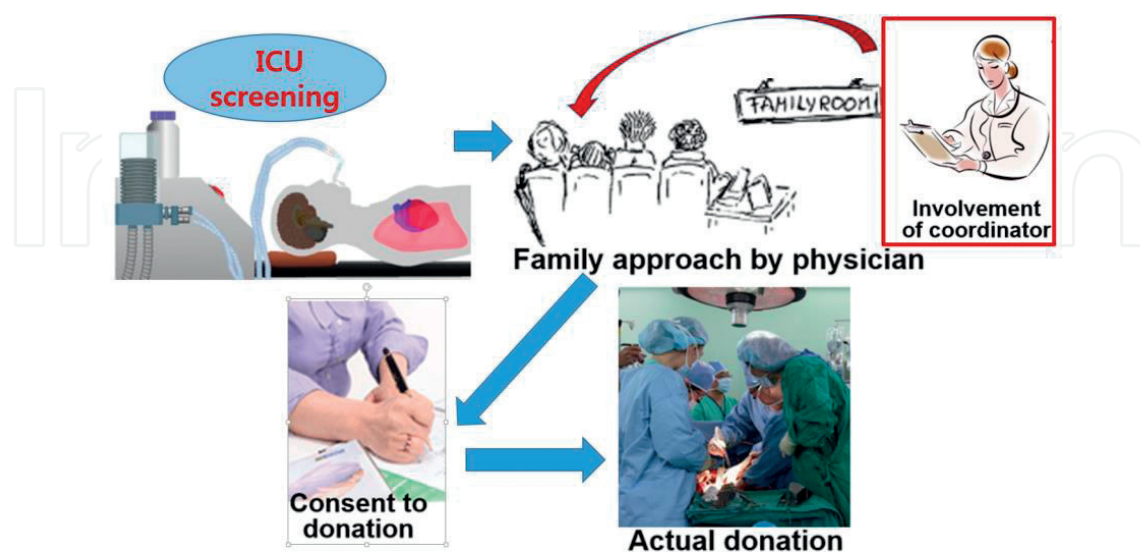 ICU
screening
FAMILYROOM
Involvement
of coordinator
Family approach by physician
Consent to
donation
Actual donation